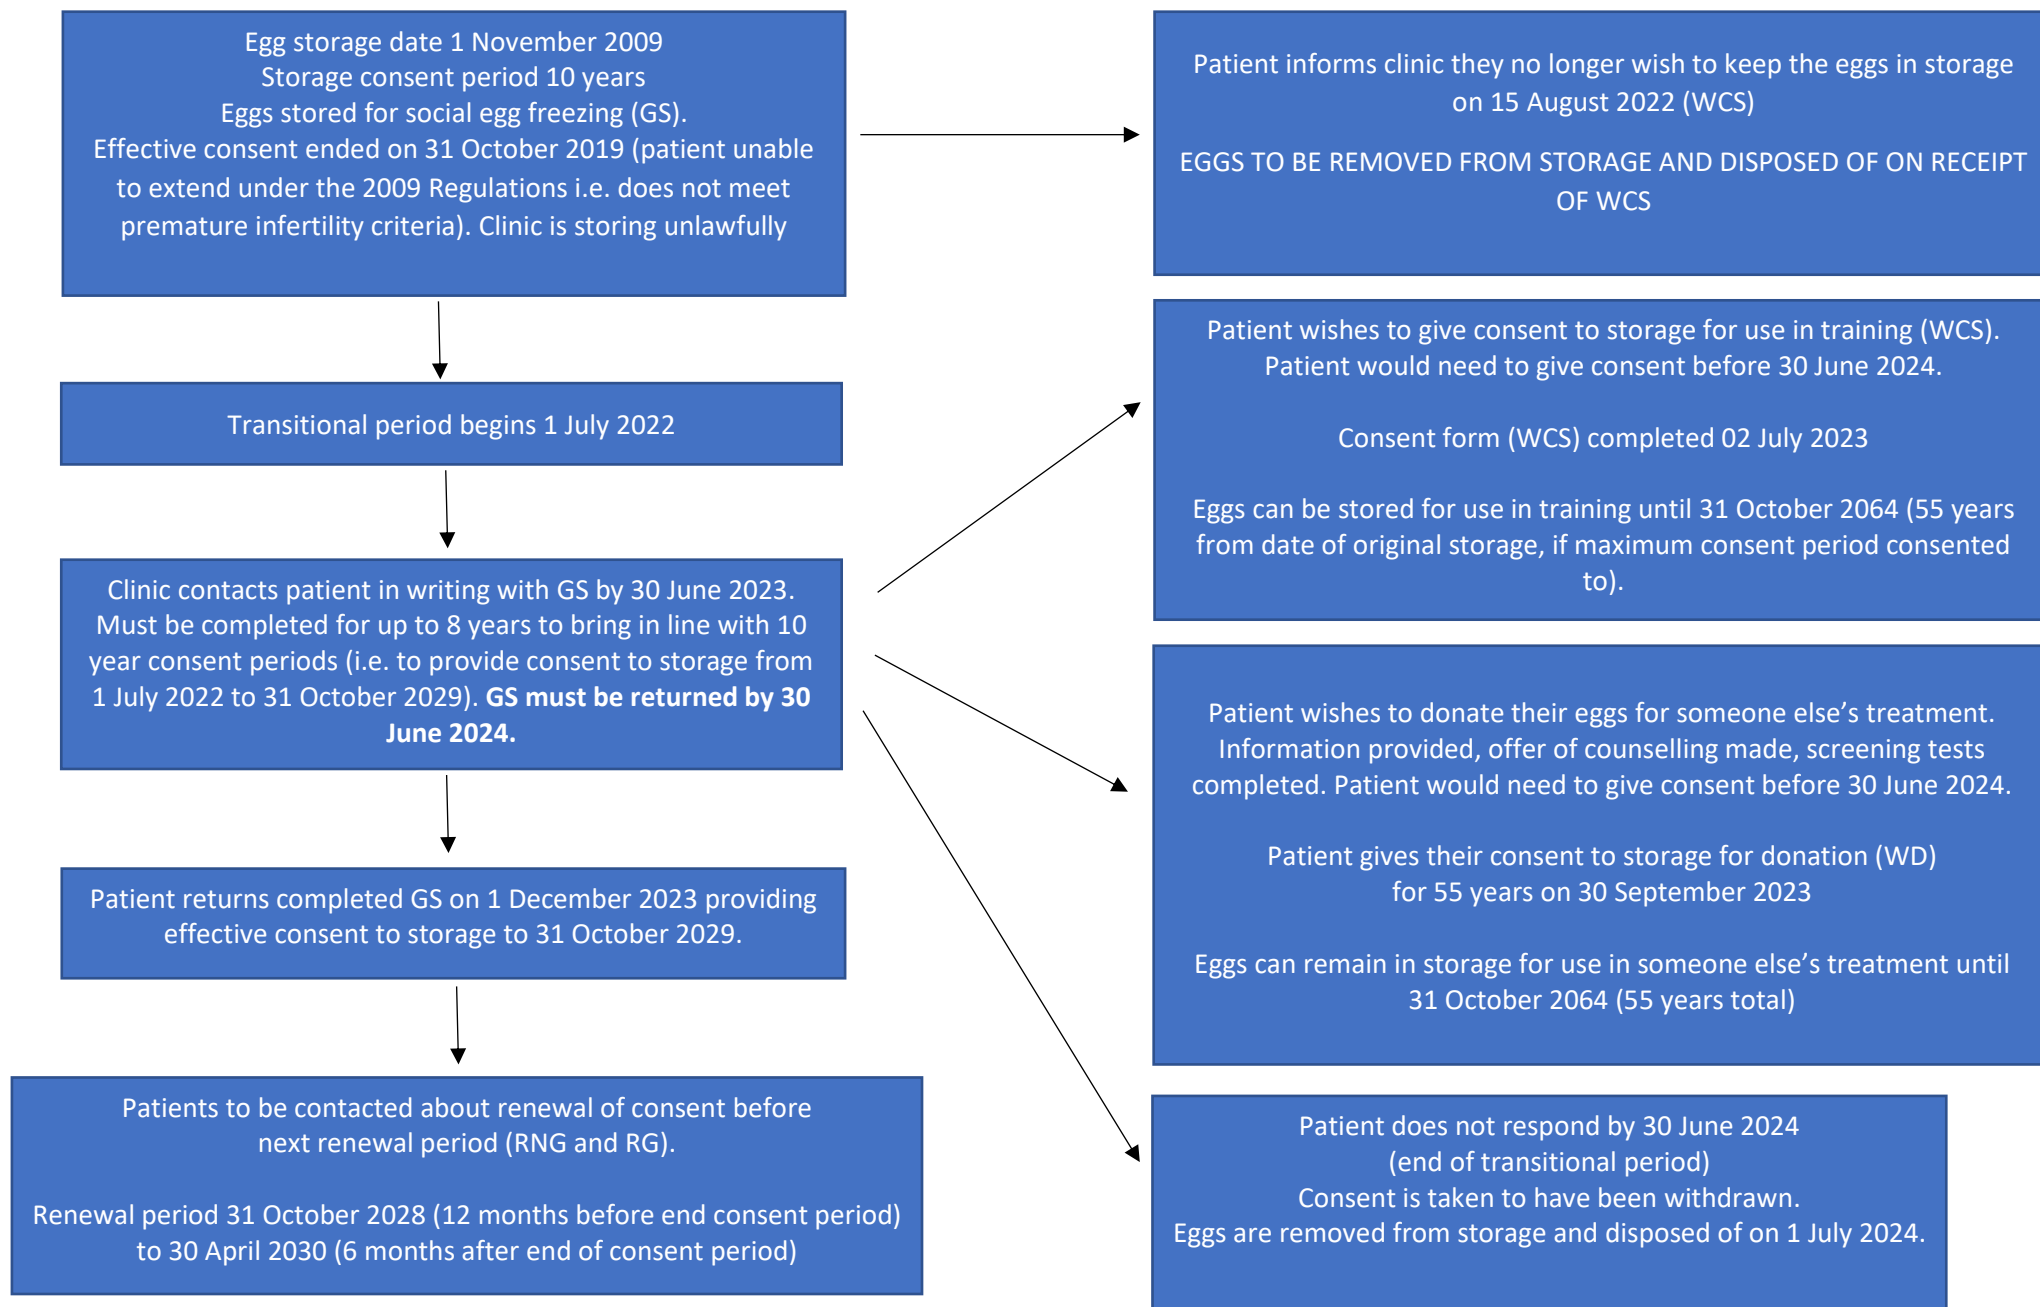 Egg storage date 1 November 2009
Storage consent period 10 years
Eggs stored for social egg freezing (GS).
Effective consent ended on 31 October 2019 (patient unable
to extend under the 2009 Regulations i.e. does not meet
premature infertility criteria). Clinic is storing unlawfully
Transitional period begins 1 July 2022
Clinic contacts patient in writing with GS by 30 June 2023.
Must be completed for up to 8 years to bring in line with 10
year consent periods (i.e. to provide consent to storage from
1 July 2022 to 31 October 2029). GS must be returned by 30
June 2024.
Patient returns completed GS on 1 December 2023 providing
effective consent to storage to 31 October 2029.
Patients to be contacted about renewal of consent before
next renewal period (RNG and RG).
Renewal period 31 October 2028 (12 months before end consent period)
to 30 April 2030 (6 months after end of consent period)
Patient informs clinic they no longer wish to keep the eggs in storage
on 15 August 2022 (WCS)
EGGS TO BE REMOVED FROM STORAGE AND DISPOSED OF ON RECEIPT
OF WCS
Patient wishes to give consent to storage for use in training (WCS).
Patient would need to give consent before 30 June 2024.
Consent form (WCS) completed 02 July 2023
Eggs can be stored for use in training until 31 October 2064 (55 years
from date of original storage, if maximum consent period consented
to).
Patient wishes to donate their eggs for someone else’s treatment.
Information provided, offer of counselling made, screening tests
completed. Patient would need to give consent before 30 June 2024.
Patient gives their consent to storage for donation (WD)
for 55 years on 30 September 2023
Eggs can remain in storage for use in someone else’s treatment until
31 October 2064 (55 years total)
Patient does not respond by 30 June 2024
(end of transitional period)
Consent is taken to have been withdrawn.
Eggs are removed from storage and disposed of on 1 July 2024.